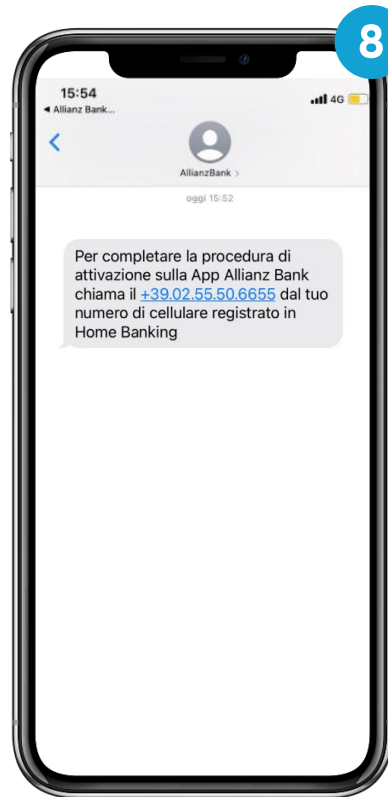 8
15:54
4G
◀ Allianz Bank...
AllianzBank >
oggi 15:52
Per completare la procedura di
attivazione sulla App Allianz Bank
chiama il +39.02.55.50.6655 dal tuo
numero di cellulare registrato in
Home Banking